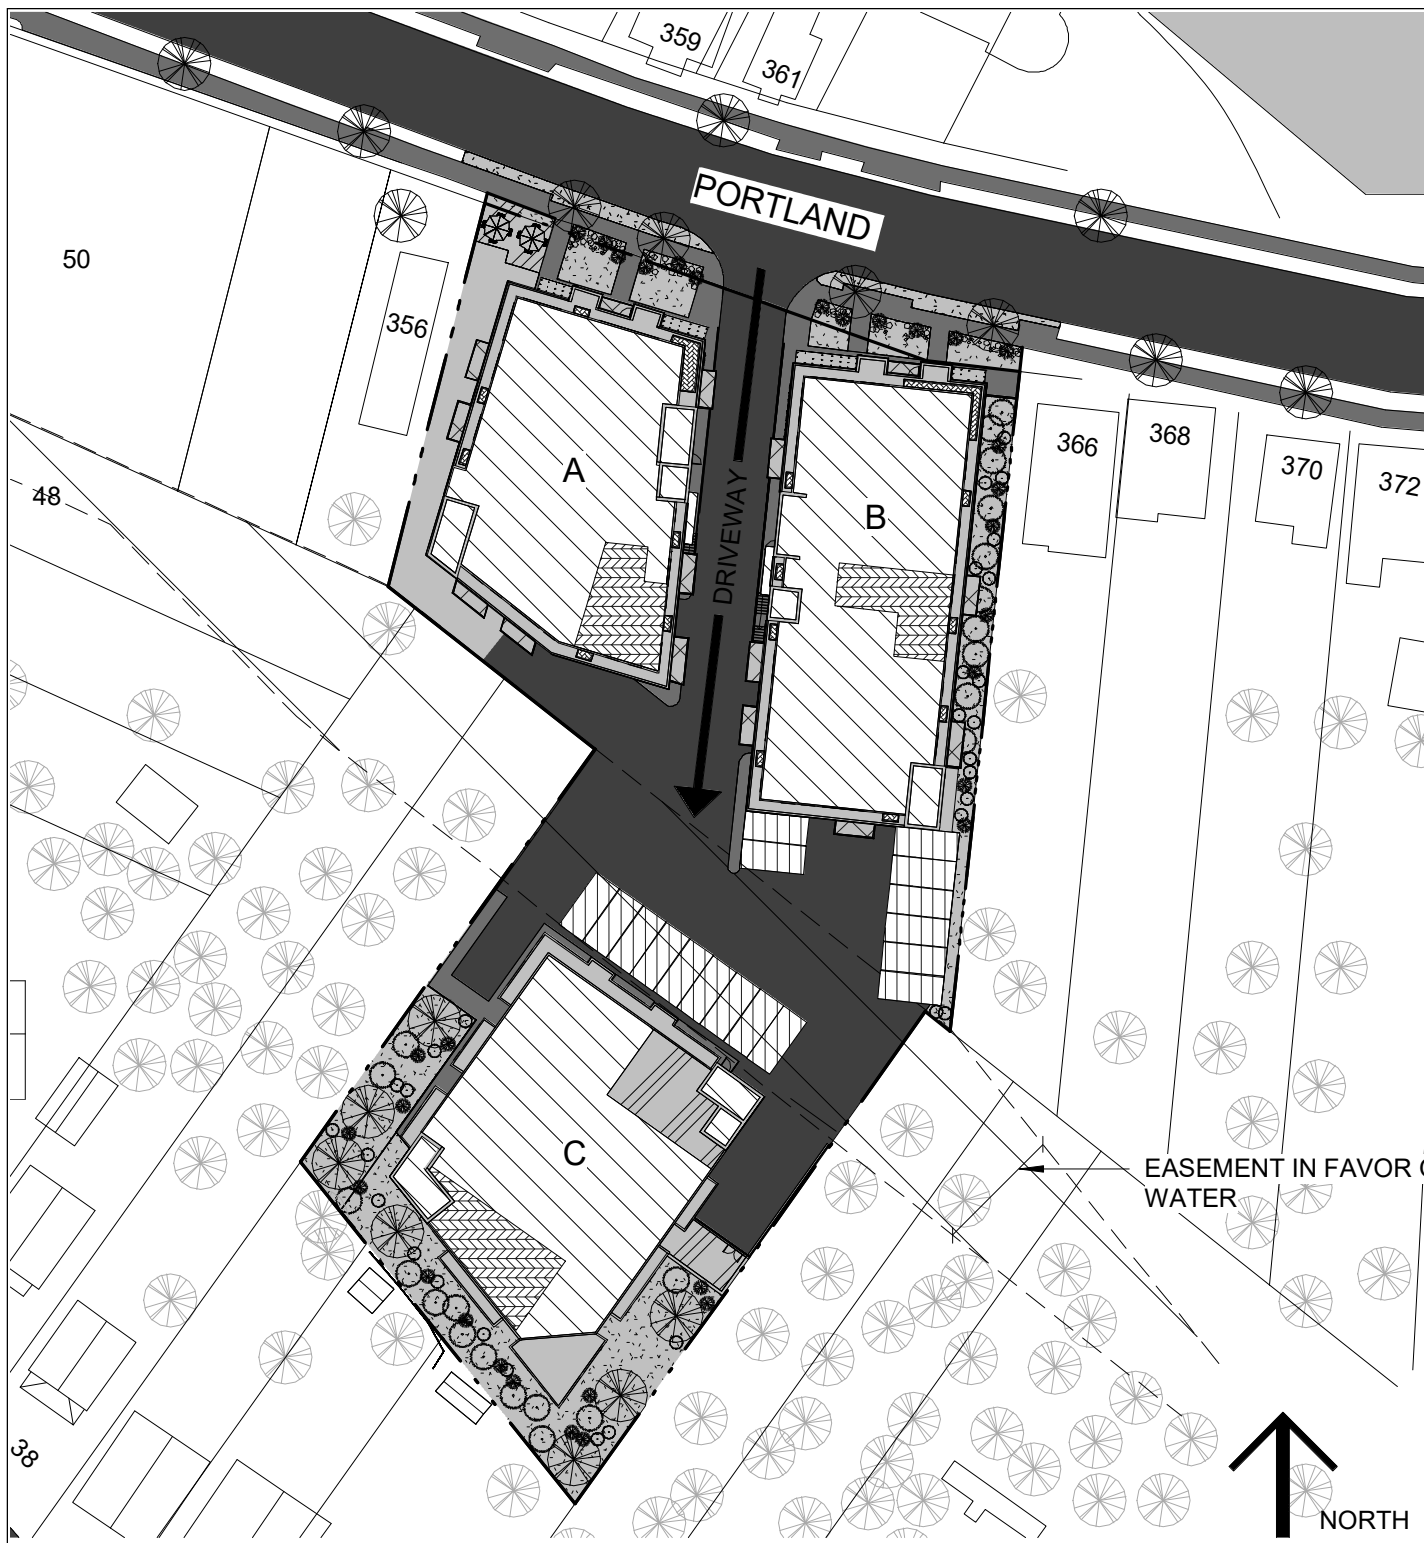 359
361
PORTLAND
50
356
366
368
370
372
A
48
B
DRIVEWAY
C
EASEMENT IN FAVOR
WATER
38
NORTH